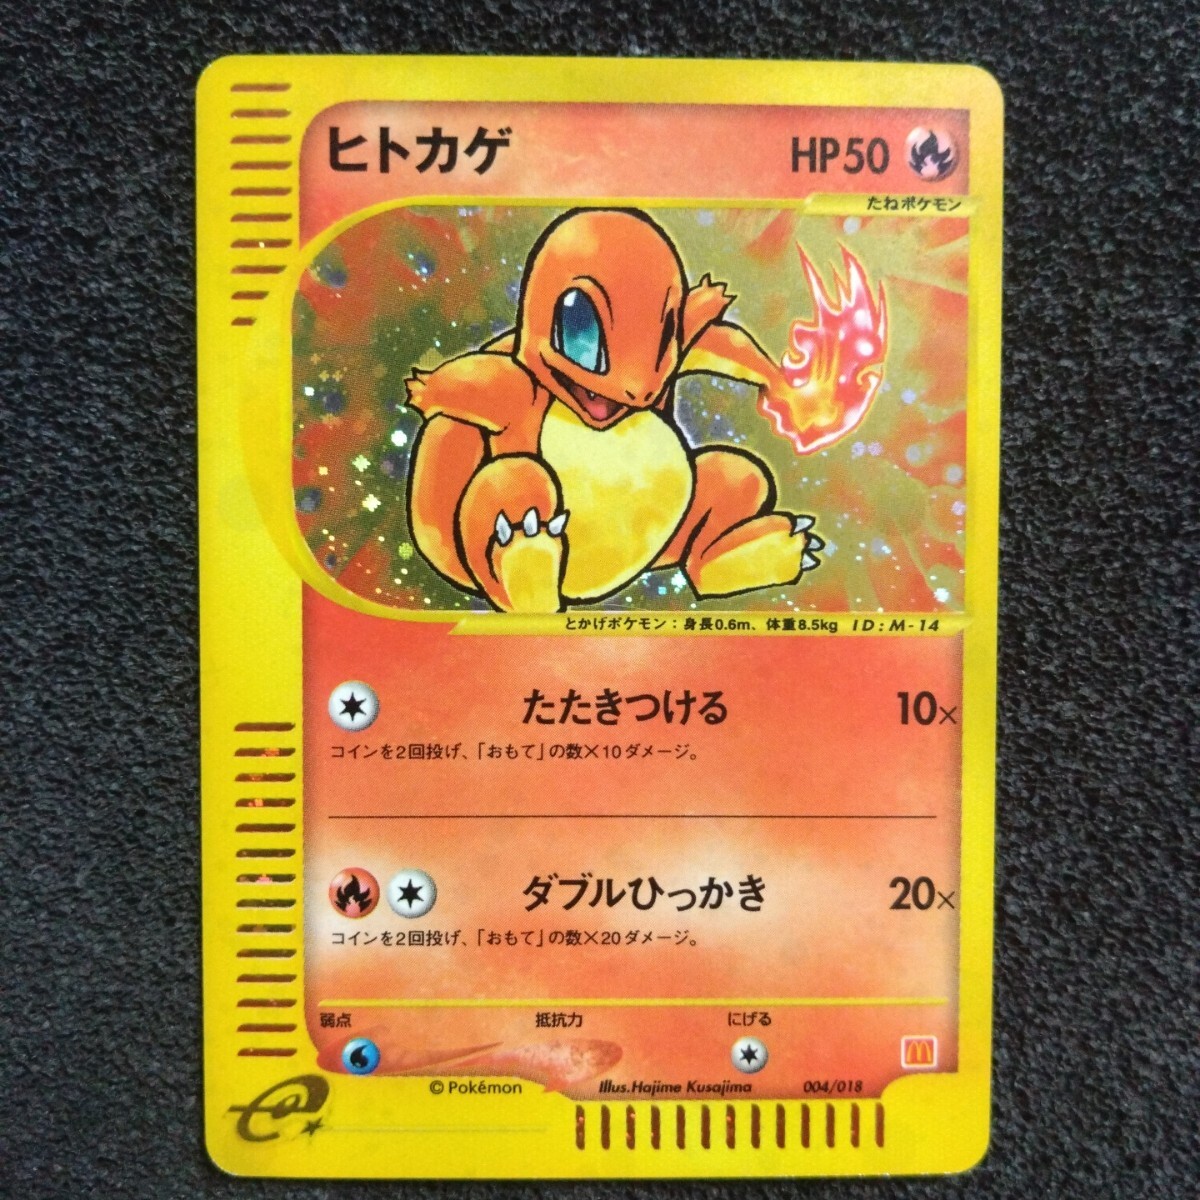 ヒトカゲ HP50
たねポケモン
とかげポケモン：身長0.6m、体重8.5kg ID:M-14
たたきつける 10×
コインを2回投げ、「おもて」の数×10ダメージ。
ダブルひっかき 20×
コインを2回投げ、「おもて」の数×20ダメージ。
弱点 抵抗力 にげる
© Pokémon Illus.Hajime Kusajima 004/018
e